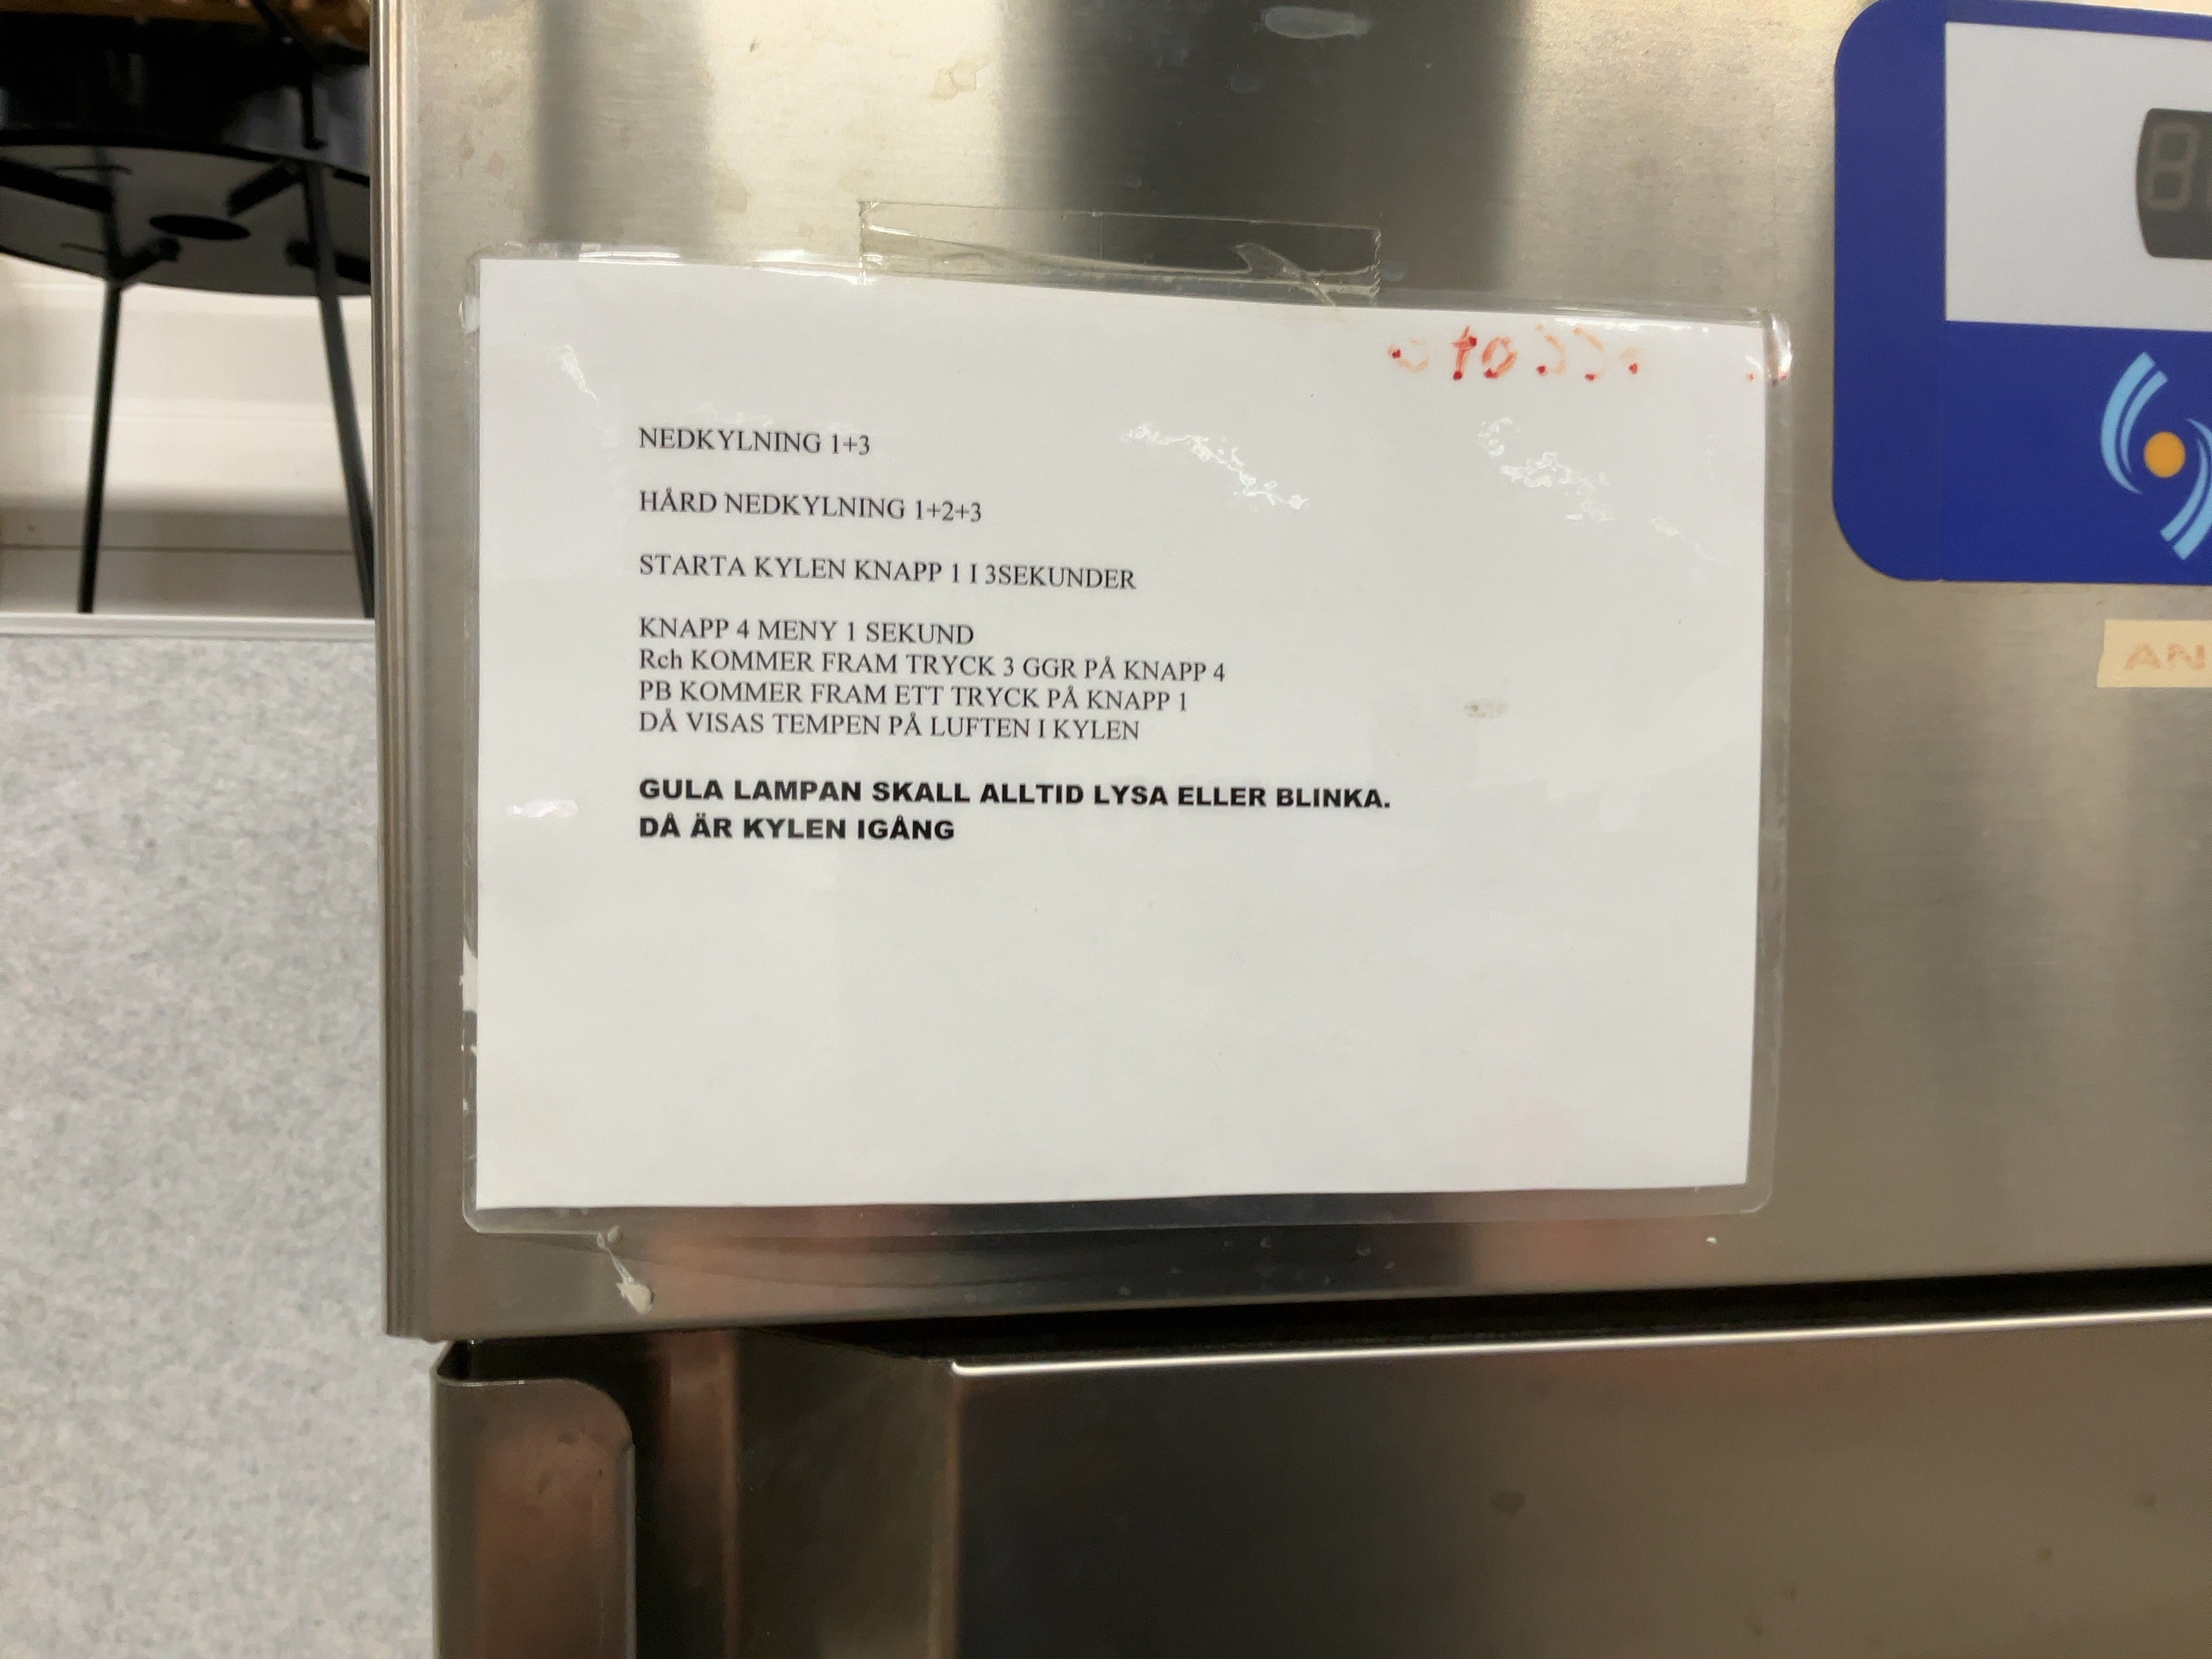 NEDKYLNING 1+3
HÅRD NEDKYLNING 1+2+3
STARTA KYLEN KNAPP 1 I 3SEKUNDER
KNAPP 4 MENY 1 SEKUND
Rch KOMMER FRAM TRYCK 3 GGR PÅ KNAPP 4
PB KOMMER FRAM ETT TRYCK PÅ KNAPP 1
DÅ VISAS TEMPEN PÅ LUFTEN I KYLEN
GULA LAMPAN SKALL ALLTID LYSA ELLER BLINKA.
DÅ ÄR KYLEN IGÅNG
AN